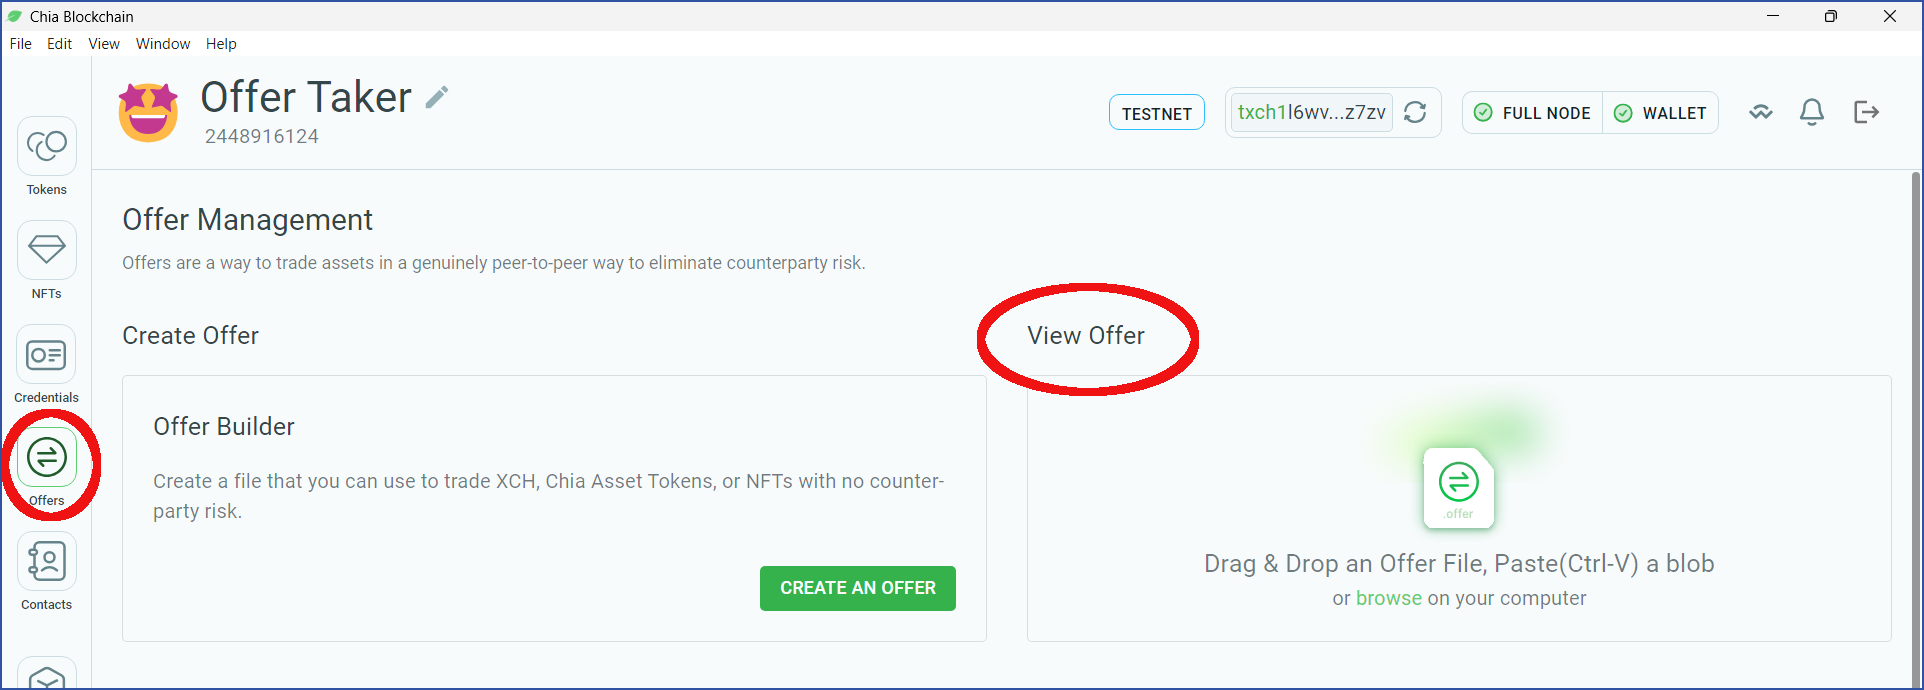 Chia Blockchain
File Edit View Window Help
Offer Taker
2448916124
TESTNET
txch1l6wv...z7zv
FULL NODE
WALLET
Tokens
NFTs
Credentials
Offers
Contacts
Offer Management
Offers are a way to trade assets in a genuinely peer-to-peer way to eliminate counterparty risk.
Create Offer
Offer Builder
Create a file that you can use to trade XCH, Chia Asset Tokens, or NFTs with no counter-
party risk.
CREATE AN OFFER
View Offer
.offer
Drag & Drop an Offer File, Paste(Ctrl-V) a blob
or browse on your computer